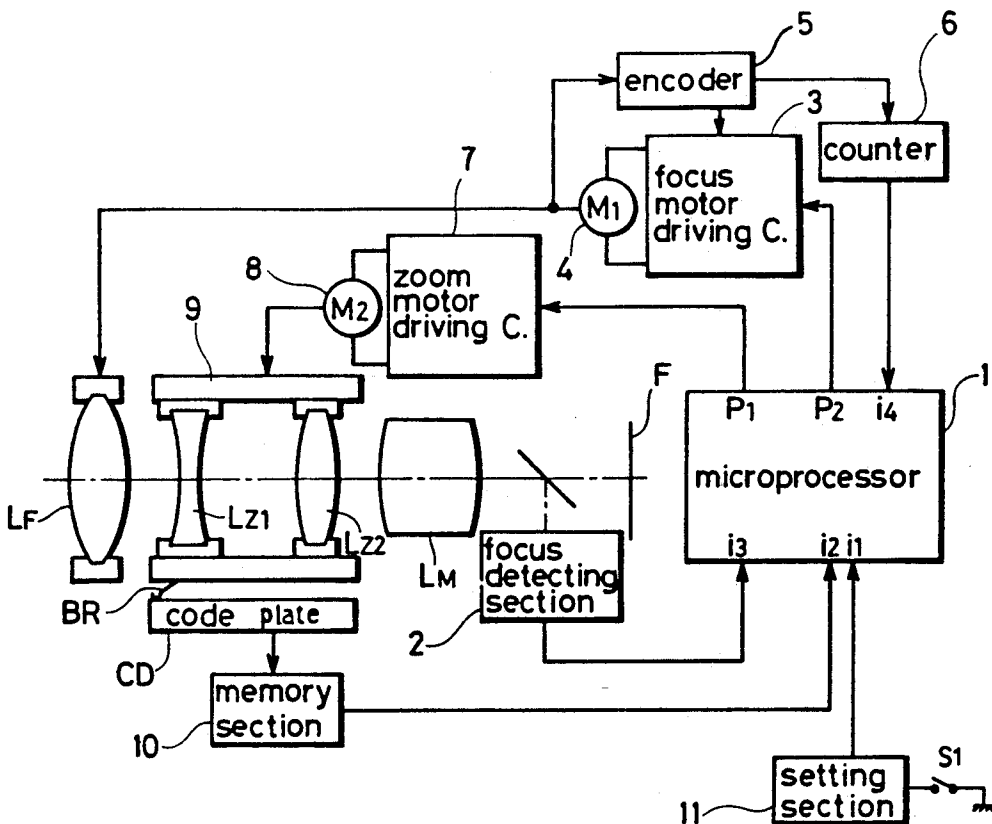 5
6
encoder
3
7
counter
focus
motor
driving C.
M1
4
8
zoom
motor
driving C.
M2
9
F
1
P1 P2 i4
microprocessor
i3 i2 i1
LF
LZ1
LZ2
LM
focus
detecting
section
2
BR
code plate
CD
memory
section
10
S1
setting
section
11